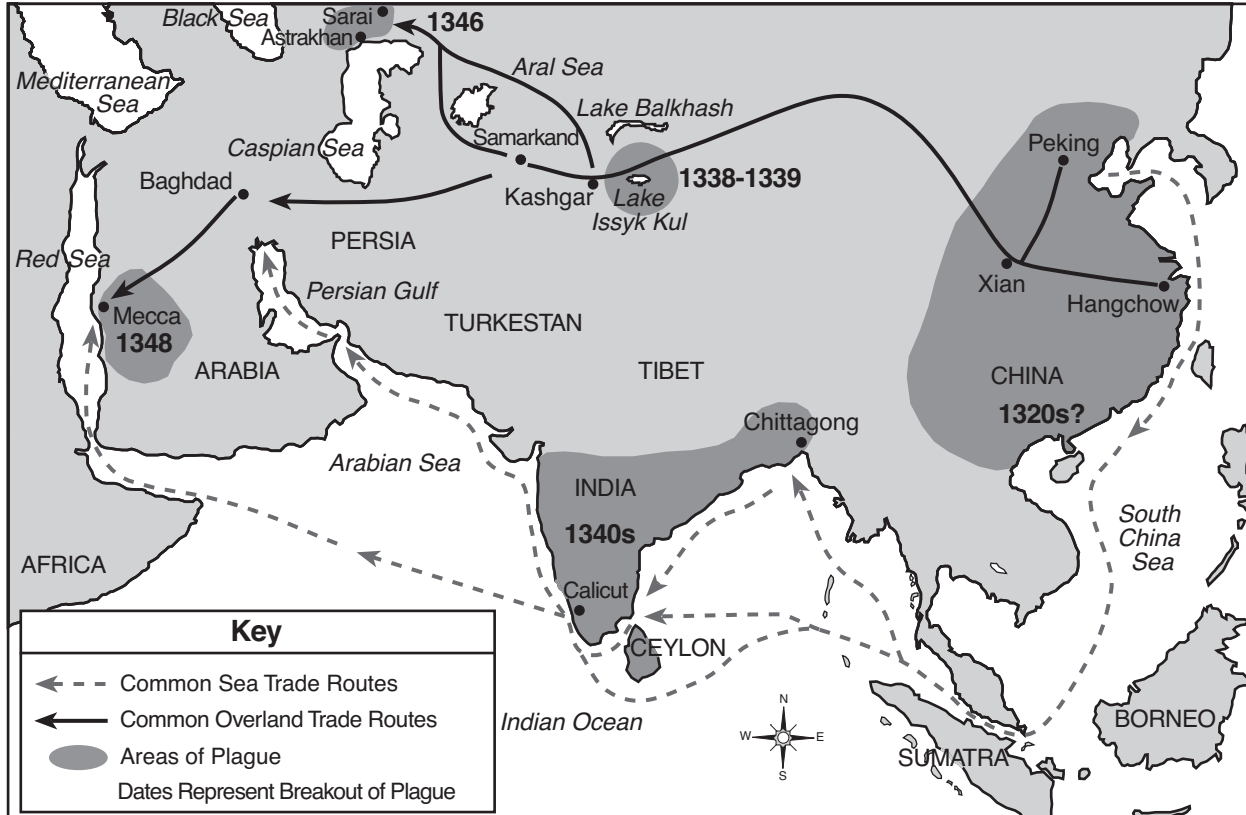 Black Sea
Sarai
Astrakhan
1346
Mediterranean
Sea
Aral Sea
Lake Balkhash
Caspian Sea
Samarkand
Peking
Baghdad
Kashgar
1338-1339
Lake
Issyk Kul
PERSIA
Red Sea
Persian Gulf
Xian
Hangchow
Mecca
1348
TURKESTAN
ARABIA
TIBET
CHINA
1320s?
Chittagong
Arabian Sea
INDIA
1340s
South
China
Sea
AFRICA
Calicut
CEYLON
Key
Common Sea Trade Routes
Common Overland Trade Routes
Areas of Plague
Dates Represent Breakout of Plague
Indian Ocean
N
W
E
S
SUMATRA
BORNEO